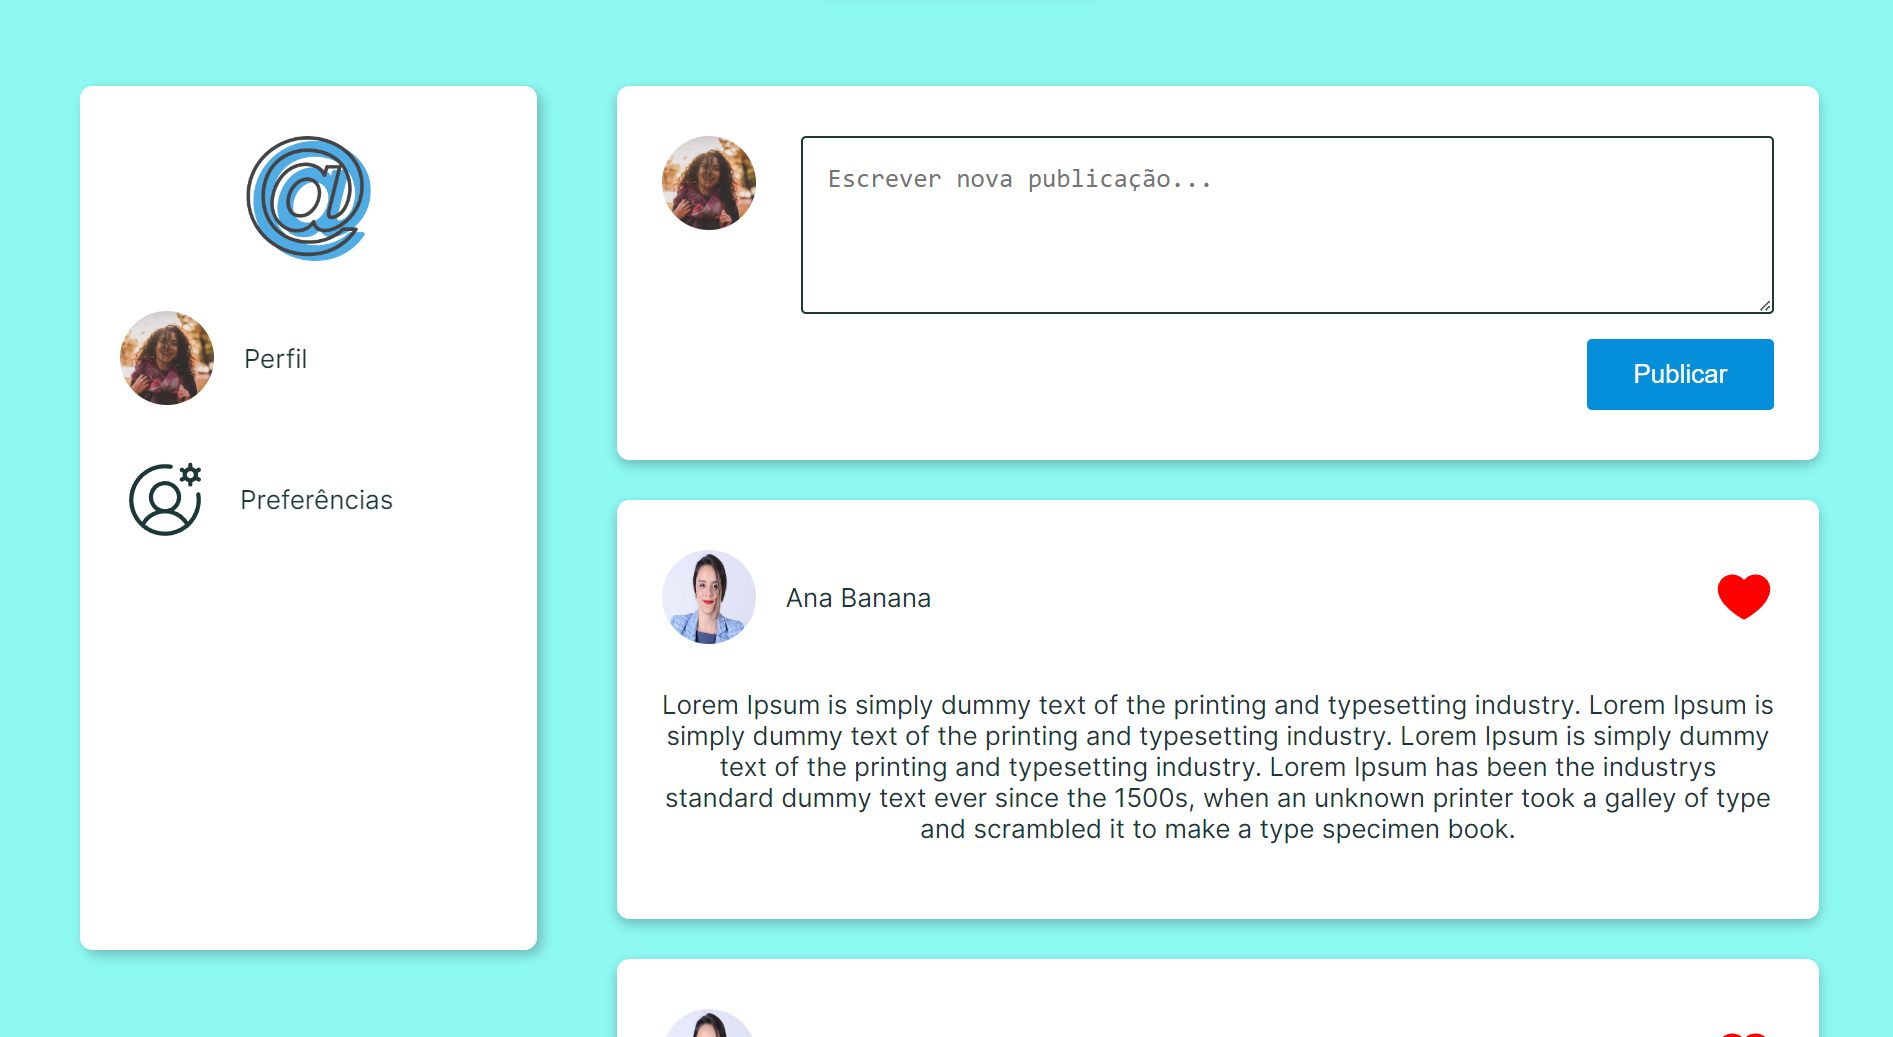 @
Perfil
Preferências
Escrever nova publicação...
Publicar
Ana Banana
Lorem Ipsum is simply dummy text of the printing and typesetting industry. Lorem Ipsum is
simply dummy text of the printing and typesetting industry. Lorem Ipsum is simply dummy
text of the printing and typesetting industry. Lorem Ipsum has been the industrys
standard dummy text ever since the 1500s, when an unknown printer took a galley of type
and scrambled it to make a type specimen book.